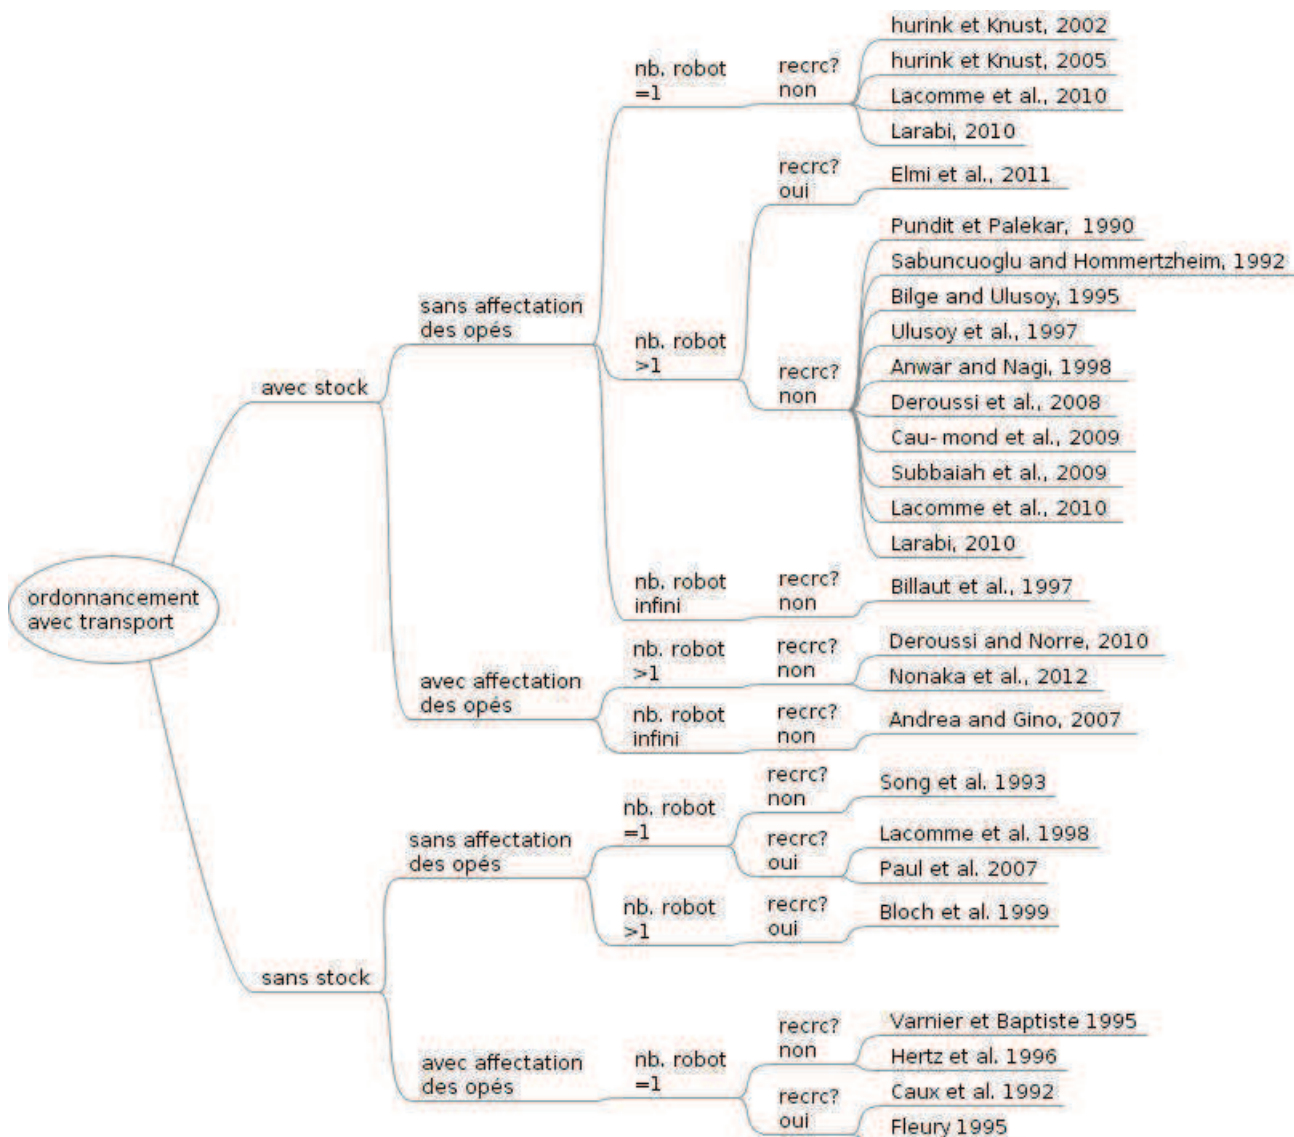 ordonnancement
avec transport
avec stock
sans affectation
des opés
nb. robot
=1
recrc?
non
hurink et Knust, 2002
hurink et Knust, 2005
Lacomme et al., 2010
Larabi, 2010
nb. robot
>1
recrc?
oui
Elmi et al., 2011
recrc?
non
Pundit et Palekar, 1990
Sabuncuoglu and Hommertzheim, 1992
Bilge and Ulusoy, 1995
Ulusoy et al., 1997
Anwar and Nagi, 1998
Deroussi et al., 2008
Cau- mond et al., 2009
Subbaiah et al., 2009
Lacomme et al., 2010
Larabi, 2010
nb. robot
infini
recrc?
non
Billaut et al., 1997
avec affectation
des opés
nb. robot
>1
recrc?
non
Deroussi and Norre, 2010
Nonaka et al., 2012
nb. robot
infini
recrc?
non
Andrea and Gino, 2007
sans stock
sans affectation
des opés
nb. robot
=1
recrc?
non
Song et al. 1993
recrc?
oui
Lacomme et al. 1998
Paul et al. 2007
nb. robot
>1
recrc?
oui
Bloch et al. 1999
avec affectation
des opés
nb. robot
=1
recrc?
non
Varnier et Baptiste 1995
Hertz et al. 1996
recrc?
oui
Caux et al. 1992
Fleury 1995